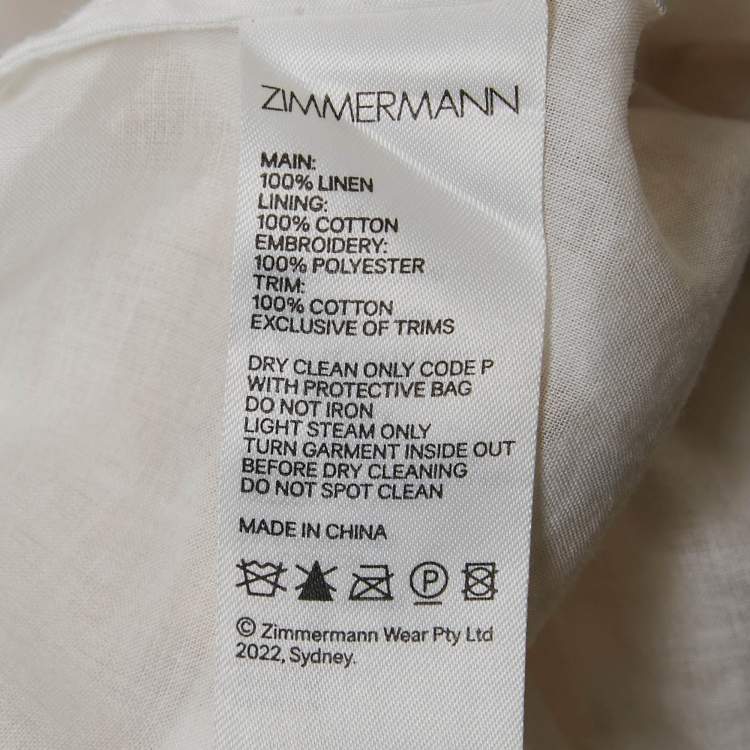 ZIMMERMANN
MAIN:
100% LINEN
LINING:
100% COTTON
EMBROIDERY:
100% POLYESTER
TRIM:
100% COTTON
EXCLUSIVE OF TRIMS
DRY CLEAN ONLY CODE P
WITH PROTECTIVE BAG
DO NOT IRON
LIGHT STEAM ONLY
TURN GARMENT INSIDE OUT
BEFORE DRY CLEANING
DO NOT SPOT CLEAN
MADE IN CHINA
P
© Zimmermann Wear Pty Ltd
2022, Sydney.